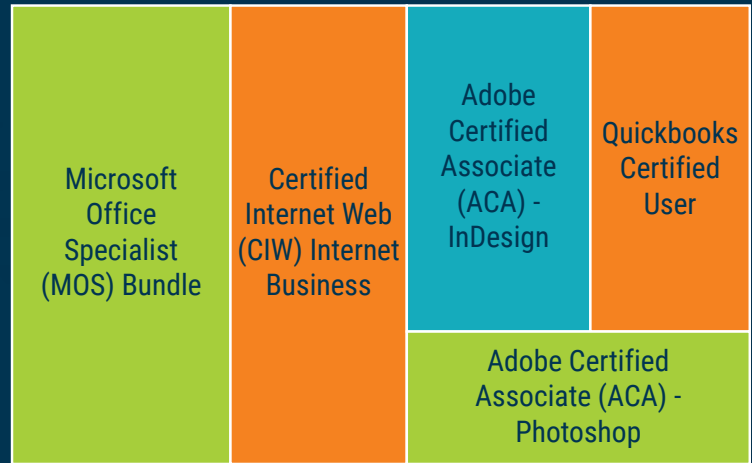 Microsoft
Office
Specialist
(MOS) Bundle
Certified
Internet Web
(CIW) Internet
Business
Adobe
Certified
Associate
(ACA) -
InDesign
Quickbooks
Certified
User
Adobe Certified
Associate (ACA) -
Photoshop